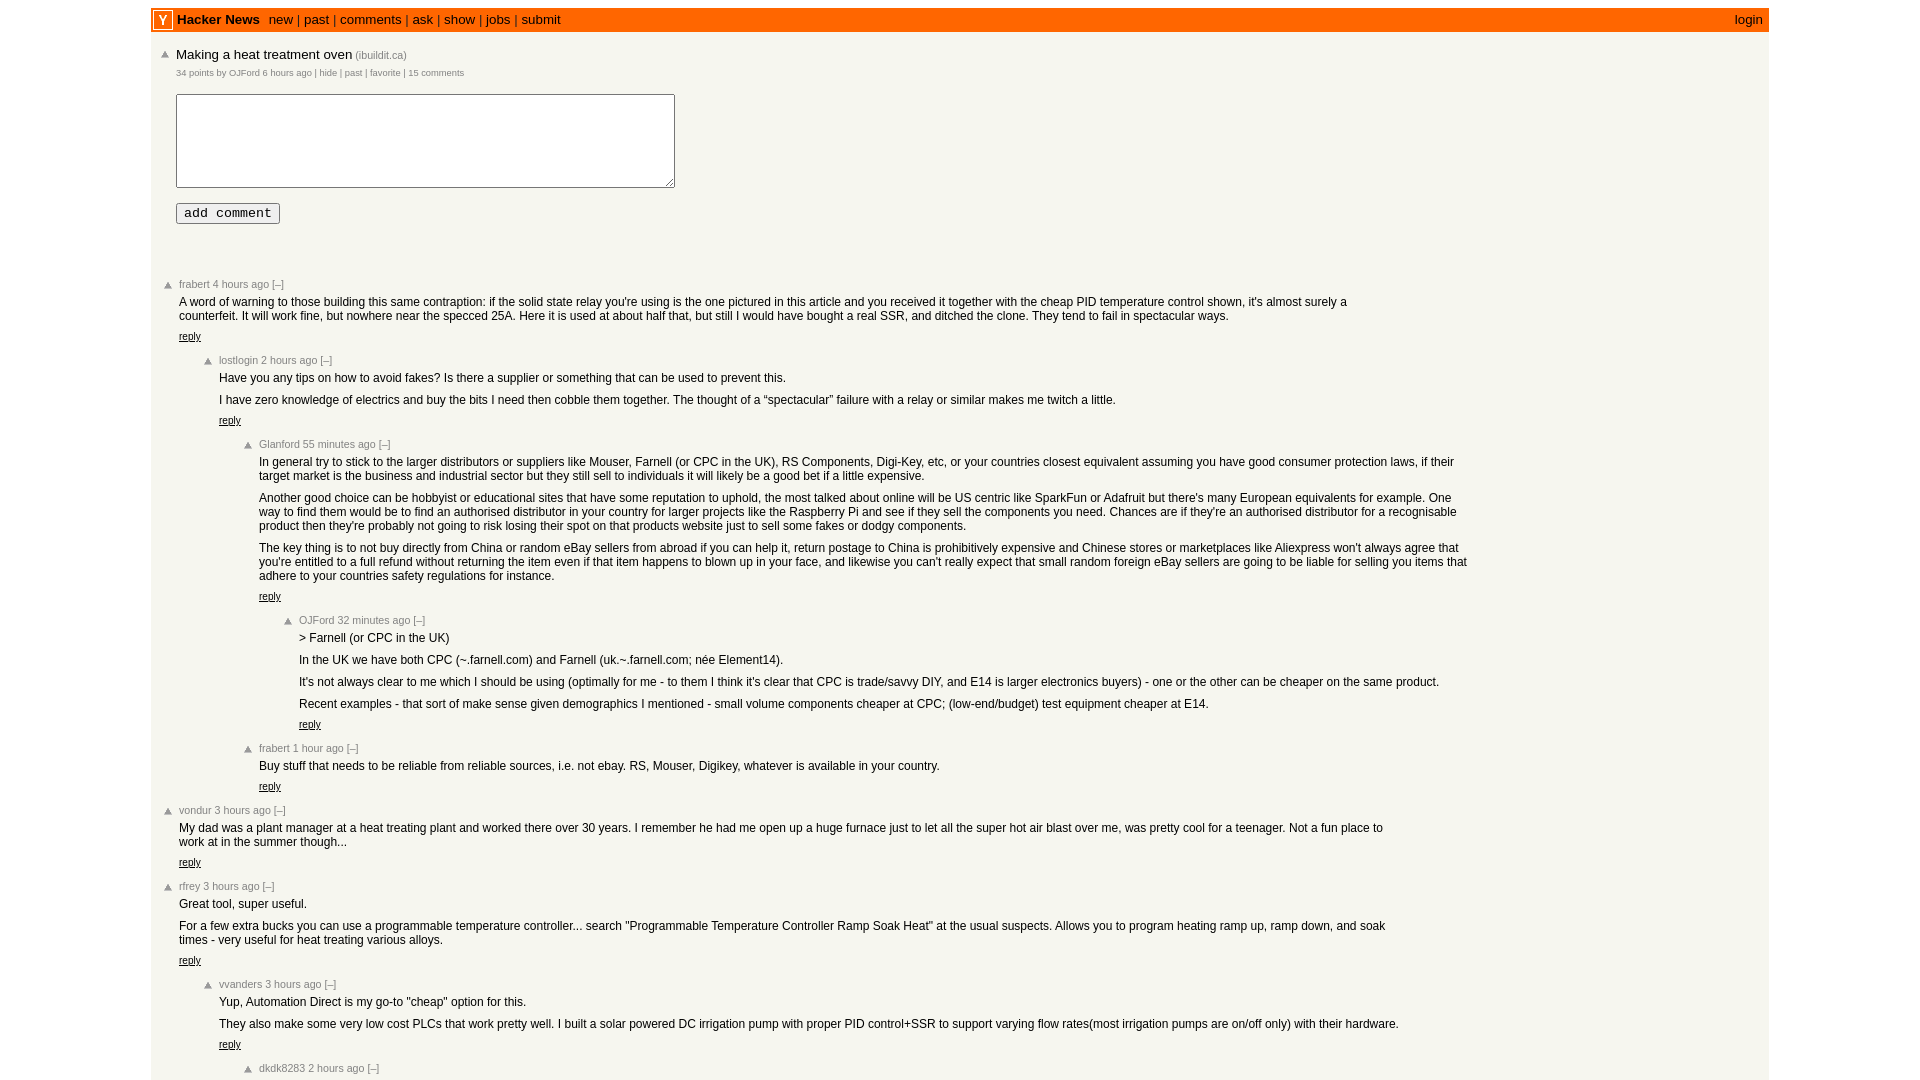 Y Hacker News new | past | comments | ask | show | jobs | submit login
Making a heat treatment oven (ibuildit.ca)
34 points by OJFord 6 hours ago | hide | past | favorite | 15 comments
add comment
frabert 4 hours ago [–]
A word of warning to those building this same contraption: if the solid state relay you're using is the one pictured in this article and you received it together with the cheap PID temperature control shown, it's almost surely a
counterfeit. It will work fine, but nowhere near the specced 25A. Here it is used at about half that, but still I would have bought a real SSR, and ditched the clone. They tend to fail in spectacular ways.
reply
lostlogin 2 hours ago [–]
Have you any tips on how to avoid fakes? Is there a supplier or something that can be used to prevent this.
I have zero knowledge of electrics and buy the bits I need then cobble them together. The thought of a “spectacular” failure with a relay or similar makes me twitch a little.
reply
Glanford 55 minutes ago [–]
In general try to stick to the larger distributors or suppliers like Mouser, Farnell (or CPC in the UK), RS Components, Digi-Key, etc, or your countries closest equivalent assuming you have good consumer protection laws, if their
target market is the business and industrial sector but they still sell to individuals it will likely be a good bet if a little expensive.
Another good choice can be hobbyist or educational sites that have some reputation to uphold, the most talked about online will be US centric like SparkFun or Adafruit but there's many European equivalents for example. One
way to find them would be to find an authorised distributor in your country for larger projects like the Raspberry Pi and see if they sell the components you need. Chances are if they're an authorised distributor for a recognisable
product then they're probably not going to risk losing their spot on that products website just to sell some fakes or dodgy components.
The key thing is to not buy directly from China or random eBay sellers from abroad if you can help it, return postage to China is prohibitively expensive and Chinese stores or marketplaces like Aliexpress won't always agree that
you're entitled to a full refund without returning the item even if that item happens to blown up in your face, and likewise you can't really expect that small random foreign eBay sellers are going to be liable for selling you items that
adhere to your countries safety regulations for instance.
reply
OJFord 32 minutes ago [–]
> Farnell (or CPC in the UK)
In the UK we have both CPC (~.farnell.com) and Farnell (uk.~.farnell.com; née Element14).
It's not always clear to me which I should be using (optimally for me - to them I think it's clear that CPC is trade/savvy DIY, and E14 is larger electronics buyers) - one or the other can be cheaper on the same product.
Recent examples - that sort of make sense given demographics I mentioned - small volume components cheaper at CPC; (low-end/budget) test equipment cheaper at E14.
reply
frabert 1 hour ago [–]
Buy stuff that needs to be reliable from reliable sources, i.e. not ebay. RS, Mouser, Digikey, whatever is available in your country.
reply
vondur 3 hours ago [–]
My dad was a plant manager at a heat treating plant and worked there over 30 years. I remember he had me open up a huge furnace just to let all the super hot air blast over me, was pretty cool for a teenager. Not a fun place to
work at in the summer though...
reply
rfrey 3 hours ago [–]
Great tool, super useful.
For a few extra bucks you can use a programmable temperature controller... search "Programmable Temperature Controller Ramp Soak Heat" at the usual suspects. Allows you to program heating ramp up, ramp down, and soak
times - very useful for heat treating various alloys.
reply
vvanders 3 hours ago [–]
Yup, Automation Direct is my go-to "cheap" option for this.
They also make some very low cost PLCs that work pretty well. I built a solar powered DC irrigation pump with proper PID control+SSR to support varying flow rates(most irrigation pumps are on/off only) with their hardware.
reply
dkdk8283 2 hours ago [–]